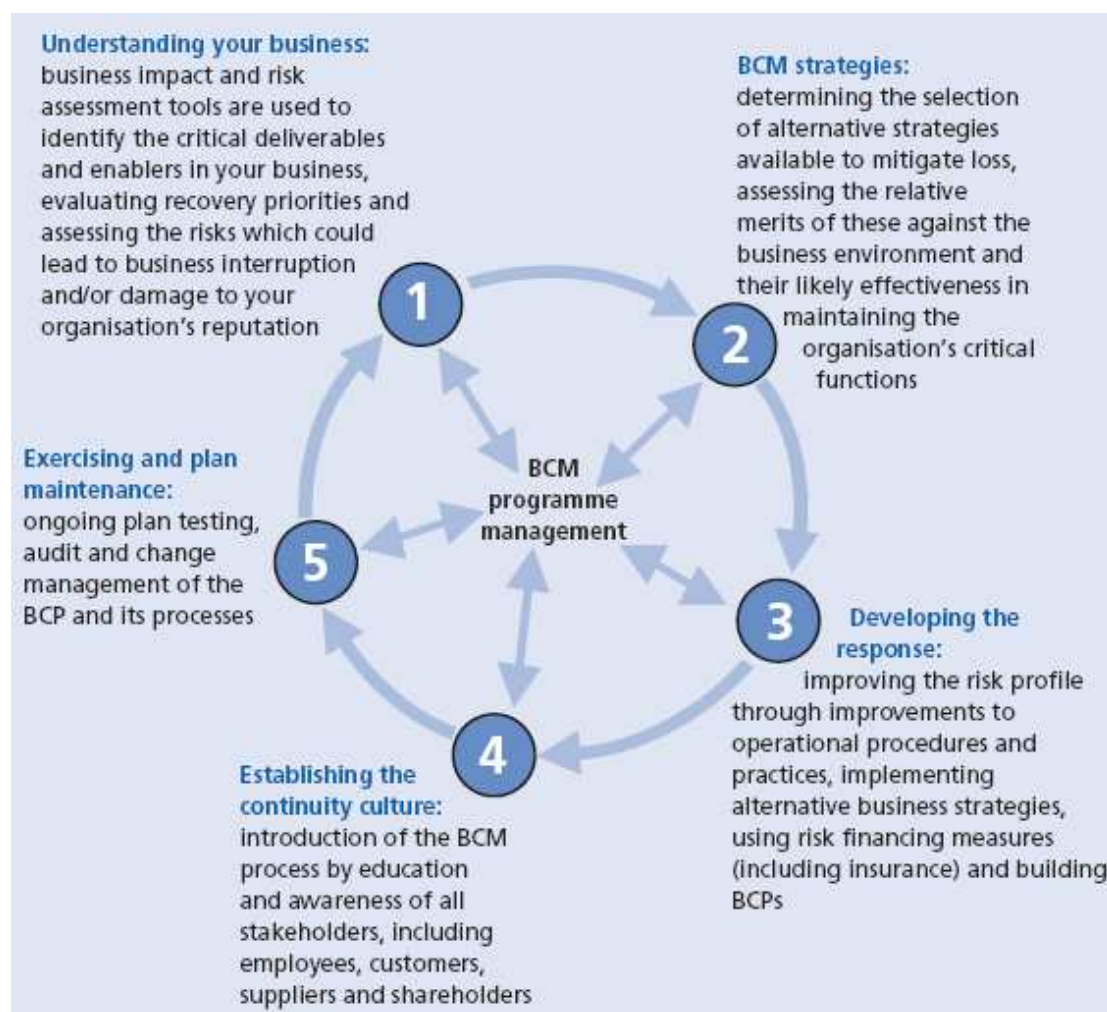 Understanding your business:
business impact and risk
assessment tools are used to
identify the critical deliverables
and enablers in your business,
evaluating recovery priorities and
assessing the risks which could
lead to business interruption
and/or damage to your
organisation's reputation
1
BCM strategies:
determining the selection
of alternative strategies
available to mitigate loss,
assessing the relative
merits of these against the
business environment and
their likely effectiveness in
maintaining the
organisation's critical
functions
2
BCM
programme
management
Developing the
response:
improving the risk profile
through improvements to
operational procedures and
practices, implementing
alternative business strategies,
using risk financing measures
(including insurance) and building
BCPs
3
Establishing the
continuity culture:
introduction of the BCM
process by education
and awareness of all
stakeholders, including
employees, customers,
suppliers and shareholders
4
Exercising and plan
maintenance:
ongoing plan testing,
audit and change
management of the
BCP and its processes
5